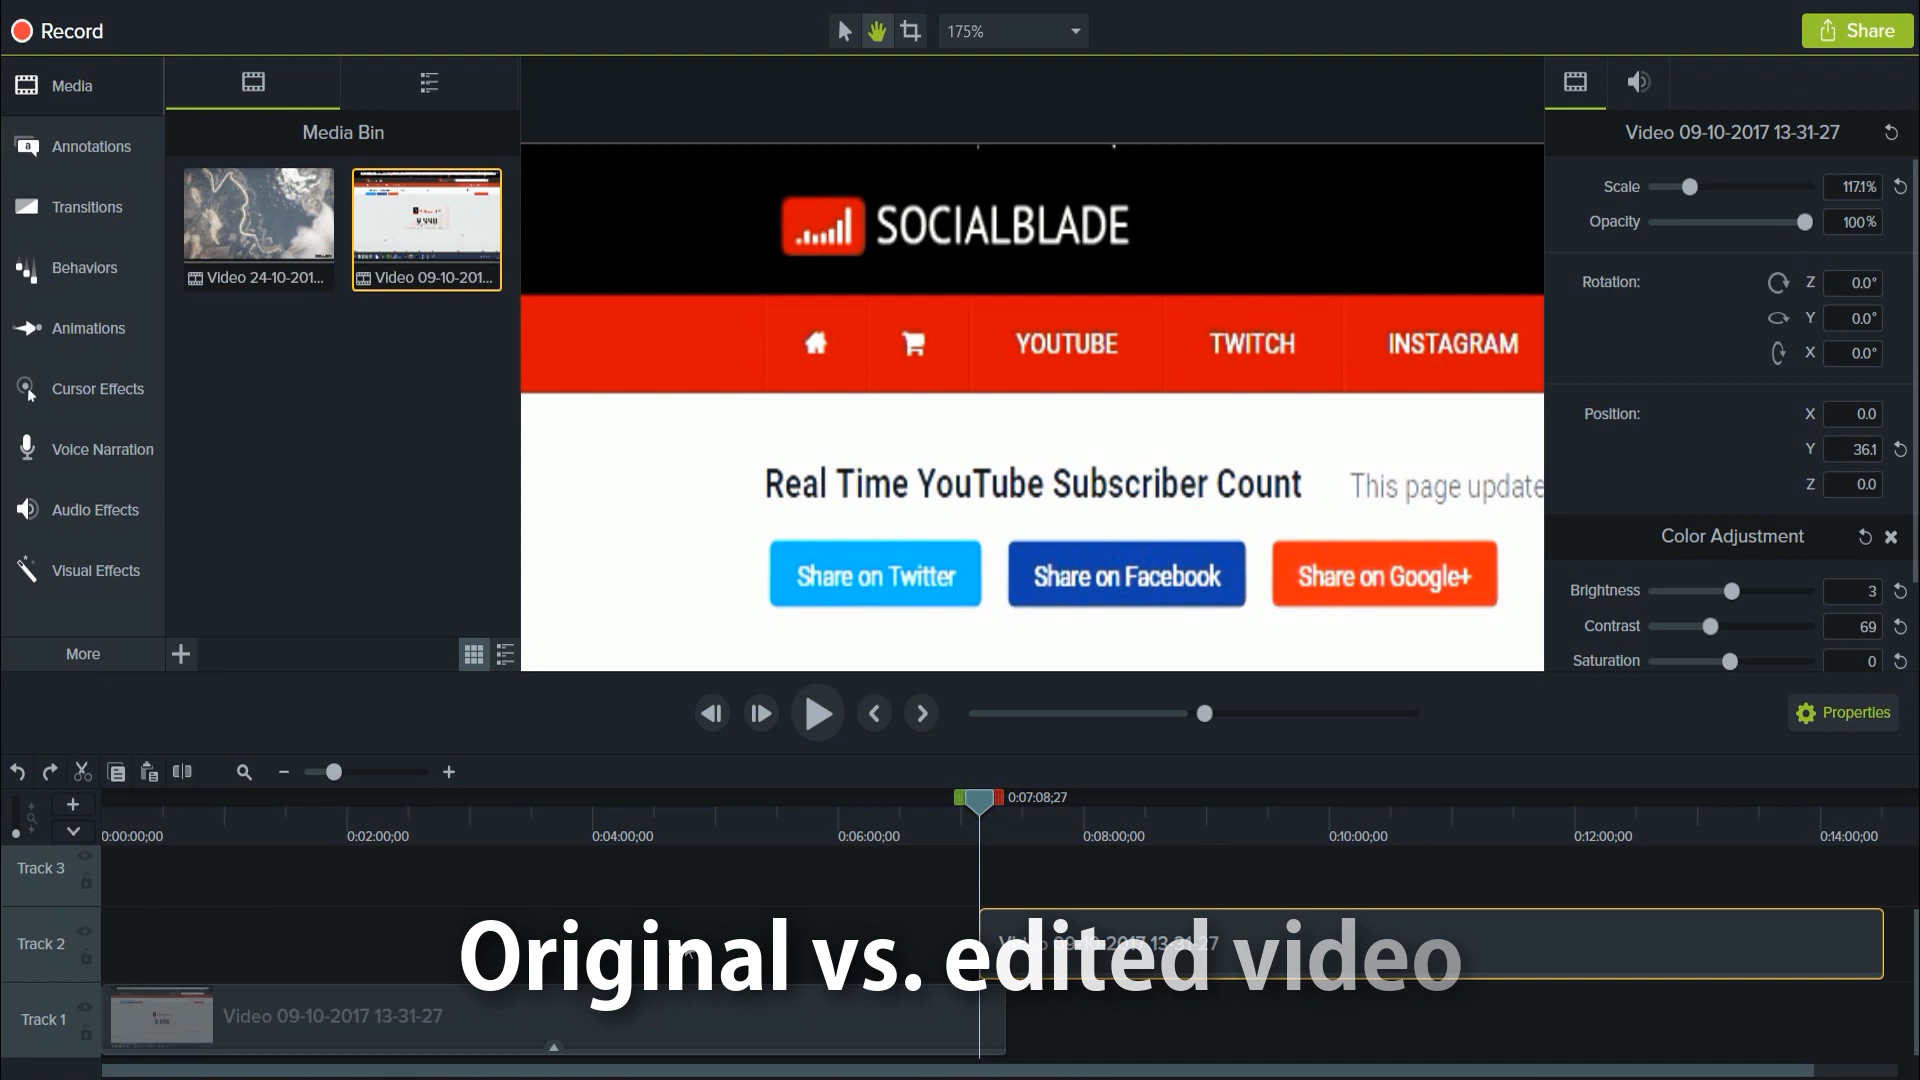 Record
175%
Share
Media
Media Bin
Video 09-10-2017 13-31-27
Annotations
Transitions
Behaviors
Animations
Cursor Effects
Voice Narration
Audio Effects
Visual Effects
More
Video 24-10-201...
Video 09-10-201...
SOCIALBLADE
YOUTUBE
TWITCH
INSTAGRAM
Real Time YouTube Subscriber Count
This page update
Share on Twitter
Share on Facebook
Share on Google+
Scale
117.1%
Opacity
100%
Rotation:
Z
0.0°
Y
0.0°
X
0.0°
Position:
X
0.0
Y
36.1
Z
0.0
Color Adjustment
Brightness
3
Contrast
69
Saturation
0
Properties
0:07:08;27
0:00:00;00
0:02:00;00
0:04:00;00
0:06:00;00
0:08:00;00
0:10:00;00
0:12:00;00
0:14:00;00
Track 3
Track 2
Video 09-10-2017 13-31-27
Original vs. edited video
Track 1
Video 09-10-2017 13-31-27